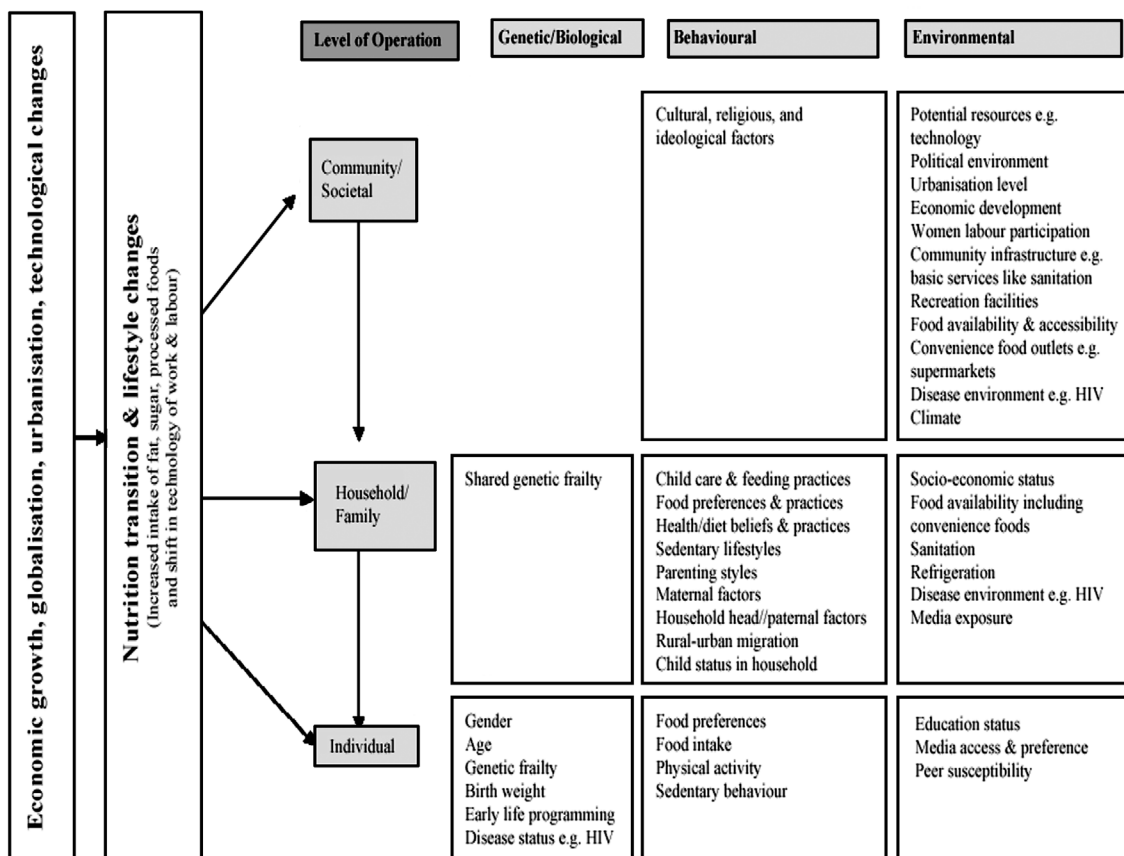 Economic growth, globalisation, urbanisation, technological changes
Nutrition transition & lifestyle changes
(Increased intake of fat, sugar, processed foods
and shift in technology of work & labour)
Level of Operation
Genetic/Biological
Behavioural
Environmental
Community/
Societal
Cultural, religious, and
ideological factors
Potential resources e.g.
technology
Political environment
Urbanisation level
Economic development
Women labour participation
Community infrastructure e.g.
basic services like sanitation
Recreation facilities
Food availability & accessibility
Convenience food outlets e.g.
supermarkets
Disease environment e.g. HIV
Climate
Household/
Family
Shared genetic frailty
Child care & feeding practices
Food preferences & practices
Health/diet beliefs & practices
Sedentary lifestyles
Parenting styles
Maternal factors
Household head//paternal factors
Rural-urban migration
Child status in household
Socio-economic status
Food availability including
convenience foods
Sanitation
Refrigeration
Disease environment e.g. HIV
Media exposure
Individual
Gender
Age
Genetic frailty
Birth weight
Early life programming
Disease status e.g. HIV
Food preferences
Food intake
Physical activity
Sedentary behaviour
Education status
Media access & preference
Peer susceptibility